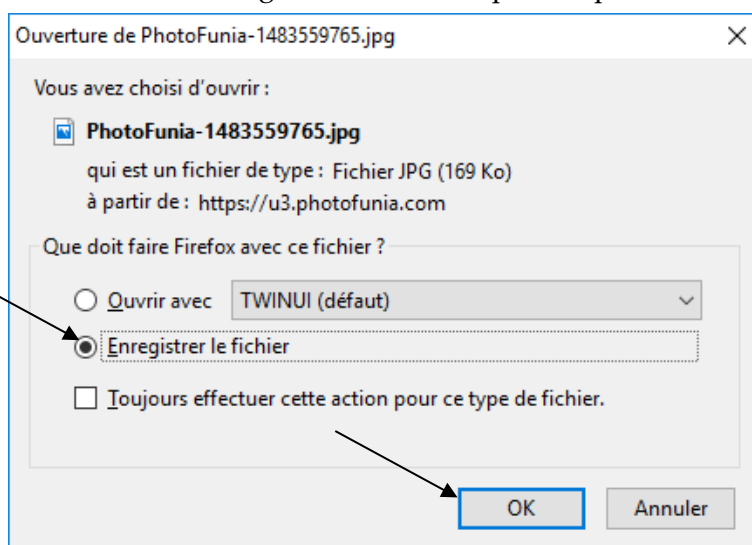 Ouverture de PhotoFunia-1483559765.jpg
Vous avez choisi d'ouvrir :
PhotoFunia-1483559765.jpg
qui est un fichier de type : Fichier JPG (169 Ko)
à partir de : https://u3.photofunia.com
Que doit faire Firefox avec ce fichier ?
Ouvrir avec TWINUI (défaut)
Enregistrer le fichier
Toujours effectuer cette action pour ce type de fichier.
OK Annuler